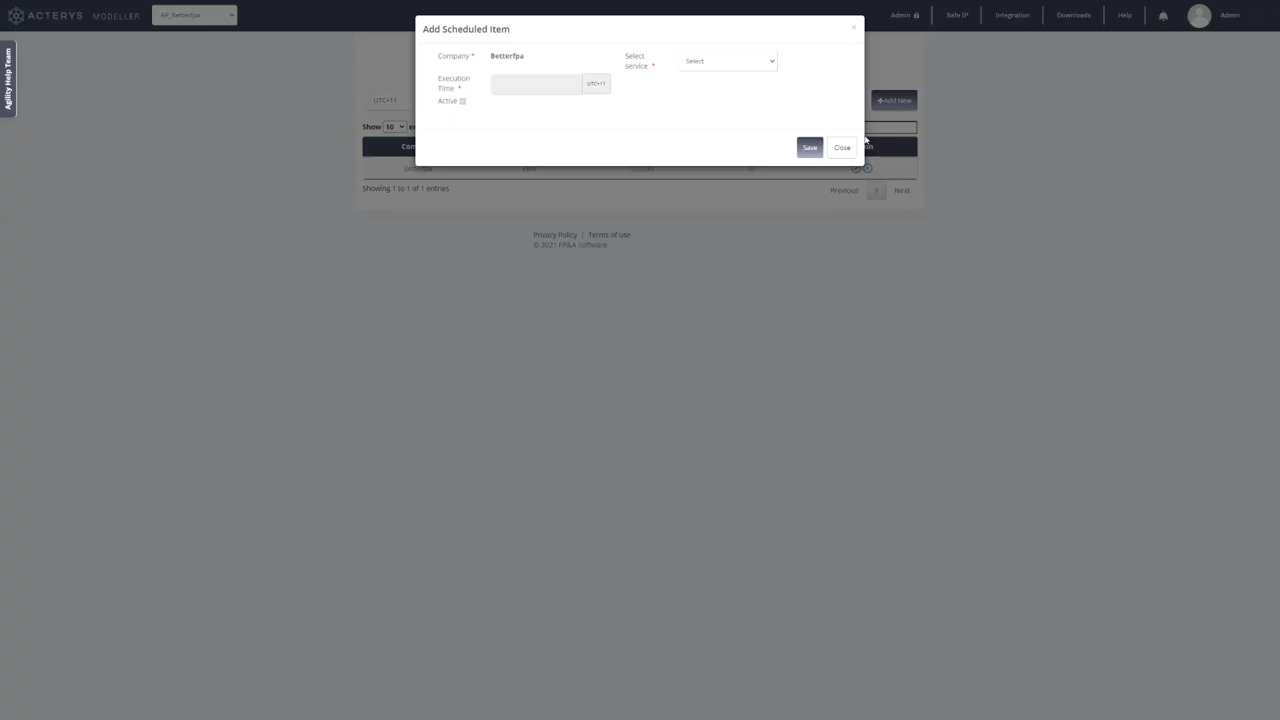 ACTERYS MODELLER AP_Betterfpa Admin Safe IP Integration Downloads Help Admin
Agility Team
Add Scheduled Item ×
Company * Betterfpa Select service * Select
Execution Time * UTC+11
Active
Save Close
UTC+11 +Add New
Show 10
Betterfpa
Showing 1 to 1 of 1 entries Previous 1 Next
Privacy Policy | Terms of use
© 2021 FP&A Software